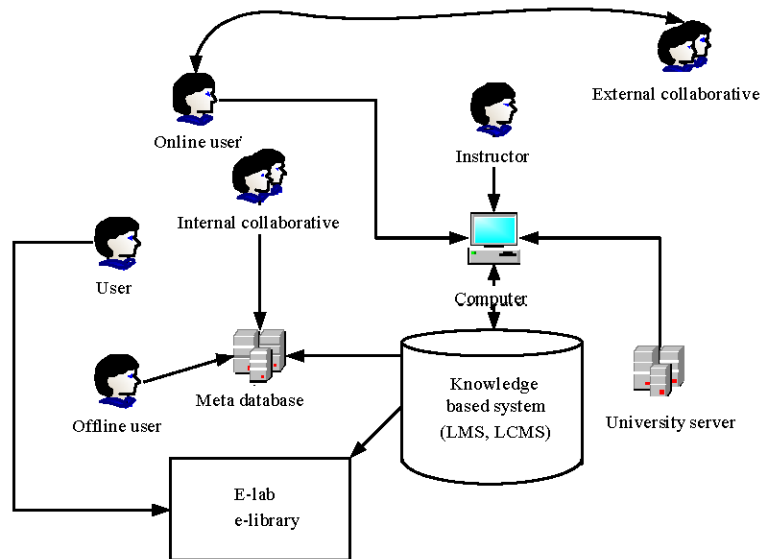 External collaborative
Online user
Instructor
Internal collaborative
User
Computer
Knowledge
based system
(LMS, LCMS)
Meta database
Offline user
University server
E-lab
e-library